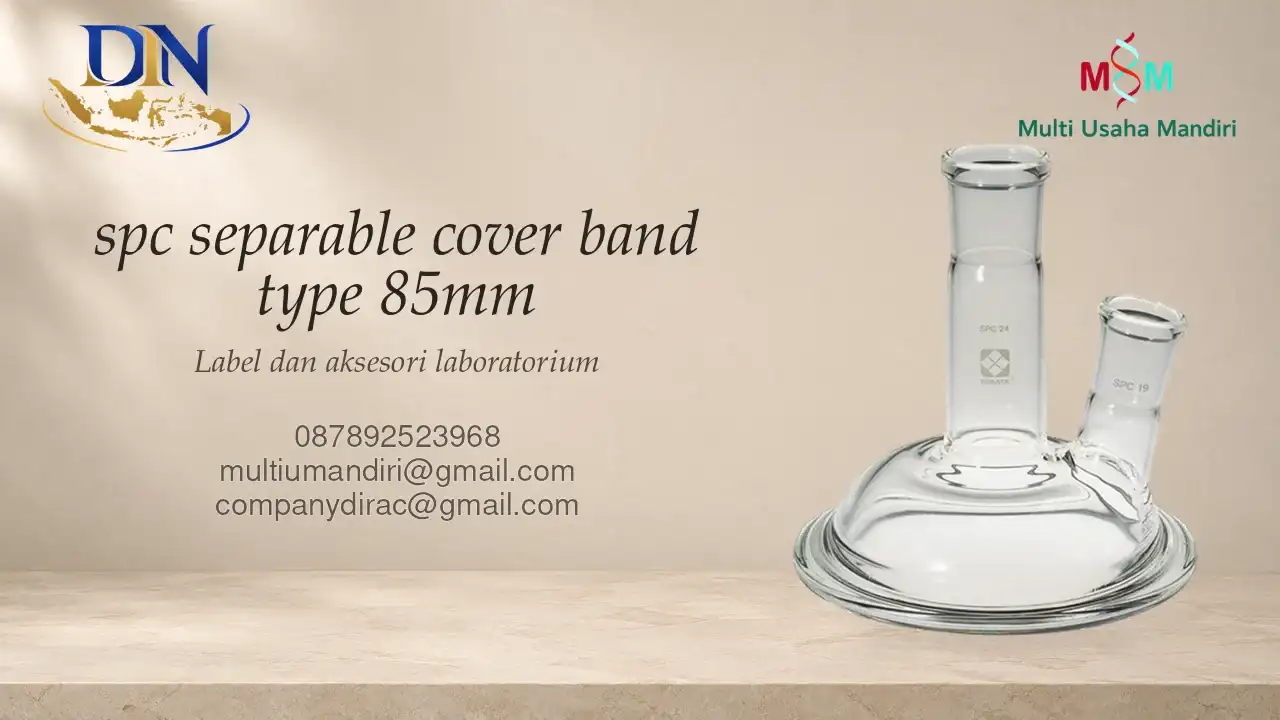 DN
M M
Multi Usaha Mandiri
spc separable cover band
type 85mm
Label dan aksesori laboratorium
087892523968
multiumandiri@gmail.com
companydirac@gmail.com
SPC 24
SPC 19